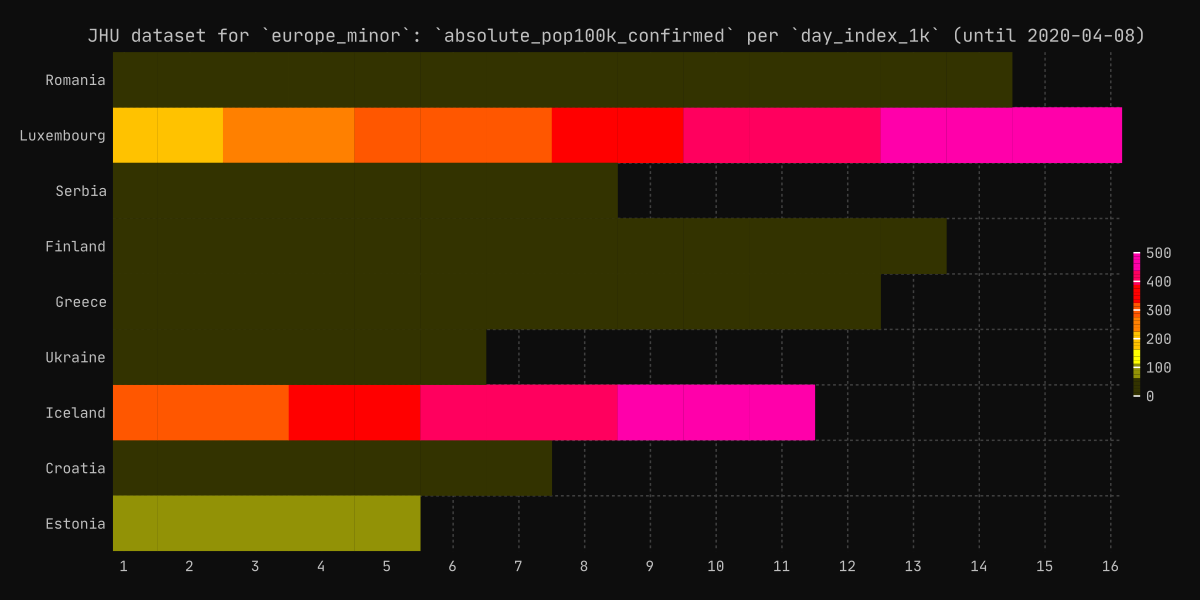 JHU dataset for `europe_minor`: `absolute_pop100k_confirmed` per `day_index_1k` (until 2020-04-08)
Romania
Luxembourg
Serbia
Finland
Greece
Ukraine
Iceland
Croatia
Estonia
1 2 3 4 5 6 7 8 9 10 11 12 13 14 15 16
500
400
300
200
100
0